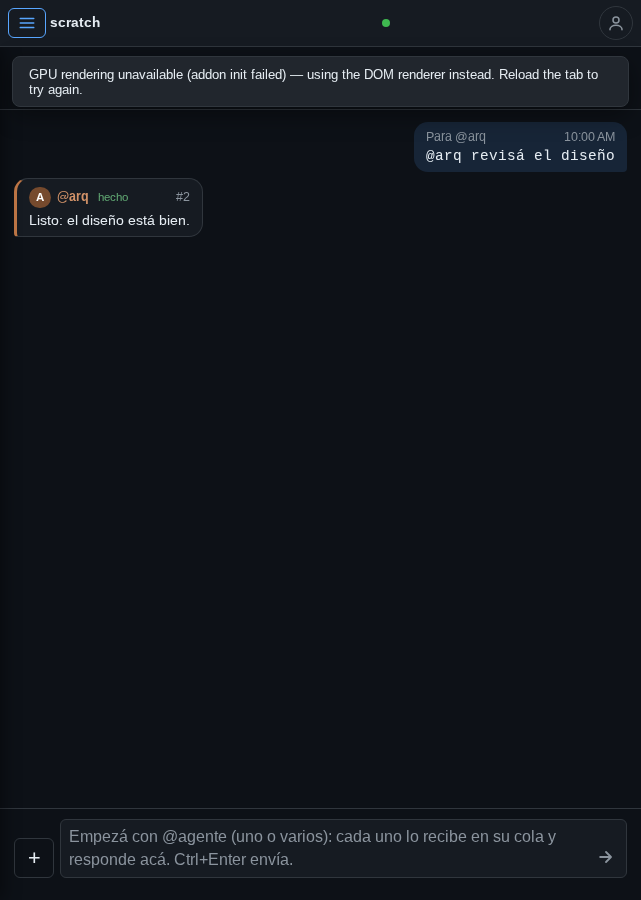 scratch
GPU rendering unavailable (addon init failed) — using the DOM renderer instead. Reload the tab to
try again.
Para @arq 10:00 AM
@arq revisá el diseño
A @arq hecho #2
Listo: el diseño está bien.
Empezá con @agente (uno o varios): cada uno lo recibe en su cola y
responde acá. Ctrl+Enter envía.